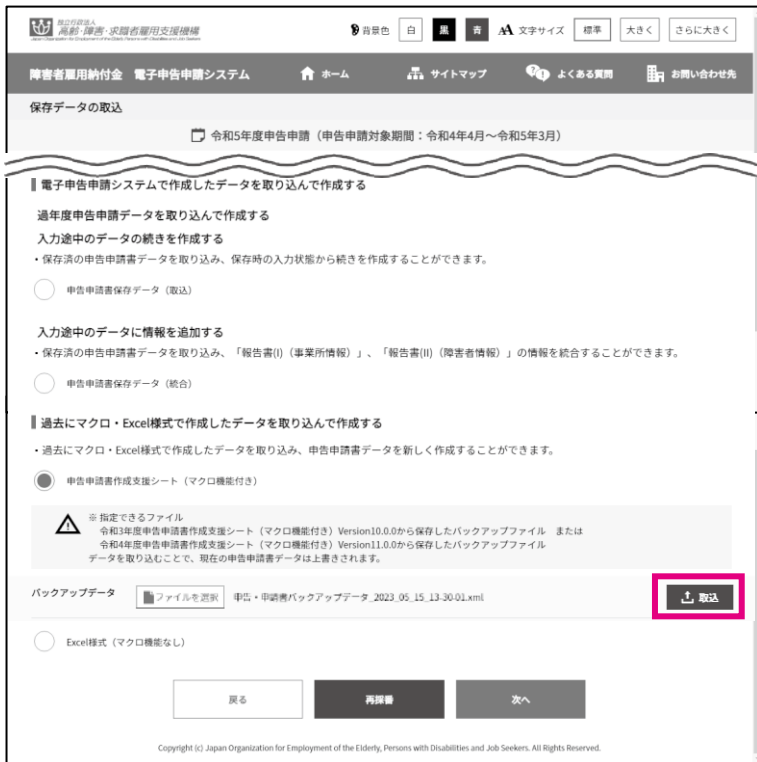 独立行政法人
高齢・障害・求職者雇用支援機構
Japan Organization for Employment of the Elderly, Persons with Disabilities and Job Seekers
背景色 白 黒 青 AA 文字サイズ 標準 大きく さらに大きく
障害者雇用納付金 電子申告申請システム ホーム サイトマップ よくある質問 お問い合わせ先
保存データの取込
令和5年度申告申請（申告申請対象期間：令和4年4月～令和5年3月）
電子申告申請システムで作成したデータを取り込んで作成する
過年度申告申請データを取り込んで作成する
入力途中のデータの続きを作成する
・保存済の申告申請書データを取り込み、保存時の入力状態から続きを作成することができます。
申告申請書保存データ（取込）
入力途中のデータに情報を追加する
・保存済の申告申請書データを取り込み、「報告書(I)（事業所情報）」、「報告書(II)（障害者情報）」の情報を統合することができます。
申告申請書保存データ（統合）
過去にマクロ・Excel様式で作成したデータを取り込んで作成する
・過去にマクロ・Excel様式で作成したデータを取り込み、申告申請書データを新しく作成することができます。
申告申請書作成支援シート（マクロ機能付き）
※ 指定できるファイル
令和3年度申告申請書作成支援シート（マクロ機能付き）Version10.0.0から保存したバックアップファイル または
令和4年度申告申請書作成支援シート（マクロ機能付き）Version11.0.0から保存したバックアップファイル
データを取り込むことで、現在の申告申請書データは上書きされます。
バックアップデータ ファイルを選択 申告・申請書バックアップデータ_2023_05_15_13-30-01.xml 取込
Excel様式（マクロ機能なし）
戻る 再採番 次へ
Copyright (c) Japan Organization for Employment of the Elderly, Persons with Disabilities and Job Seekers. All Rights Reserved.